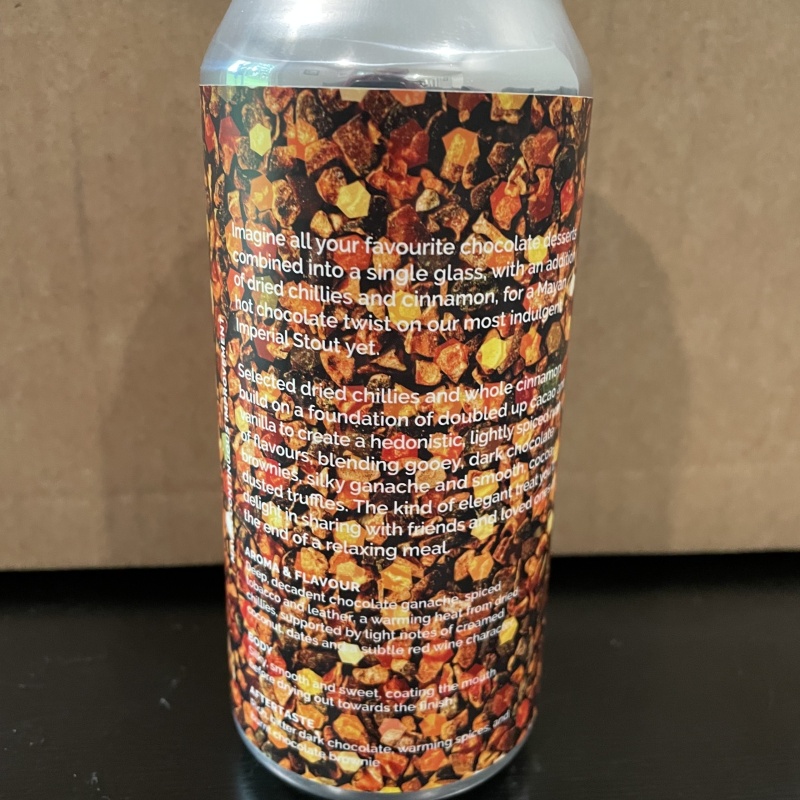 Imagine all your favourite chocolate desserts
combined into a single glass, with an addition
of dried chillies and cinnamon, for a Mayan
hot chocolate twist on our most indulgent
Imperial Stout yet.
Selected dried chillies and whole cinnamon
build on a foundation of doubled up cacao and
vanilla to create a hedonistic, lightly spiced
of flavours, blending gooey, dark chocolate
brownies, silky ganache and smooth, cocoa
dusted truffles. The kind of elegant treat you
delight in sharing with friends and loved ones
the end of a relaxing meal.
AROMA & FLAVOUR
Deep, decadent chocolate ganache, spiced
tobacco and leather, a warming heat from dried
chillies, supported by light notes of creamed
coconut, dates and a subtle red wine character
BODY
smooth and sweet, coating the mouth
before drying out towards the finish
AFTERTASTE
bitter dark chocolate, warming spices and
chocolate brownie
IMPROVEMENT